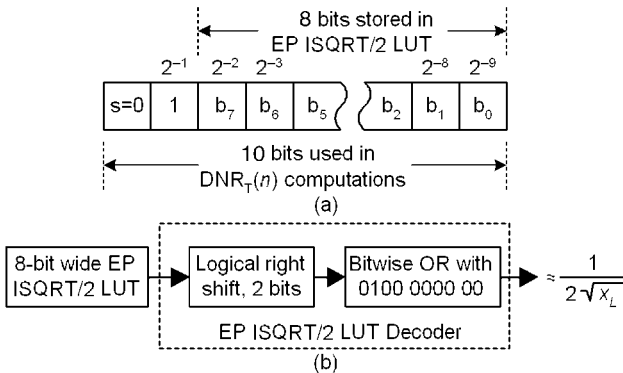 8 bits stored in
EP ISQRT/2 LUT
2⁻¹ 2⁻² 2⁻³ 2⁻⁸ 2⁻⁹
s=0 1 b₇ b₆ b₅ b₂ b₁ b₀
10 bits used in
DNR_T(n) computations
(a)
8-bit wide EP
ISQRT/2 LUT
Logical right
shift, 2 bits
Bitwise OR with
0100 0000 00
≈ 1 / 2√x_L
EP ISQRT/2 LUT Decoder
(b)